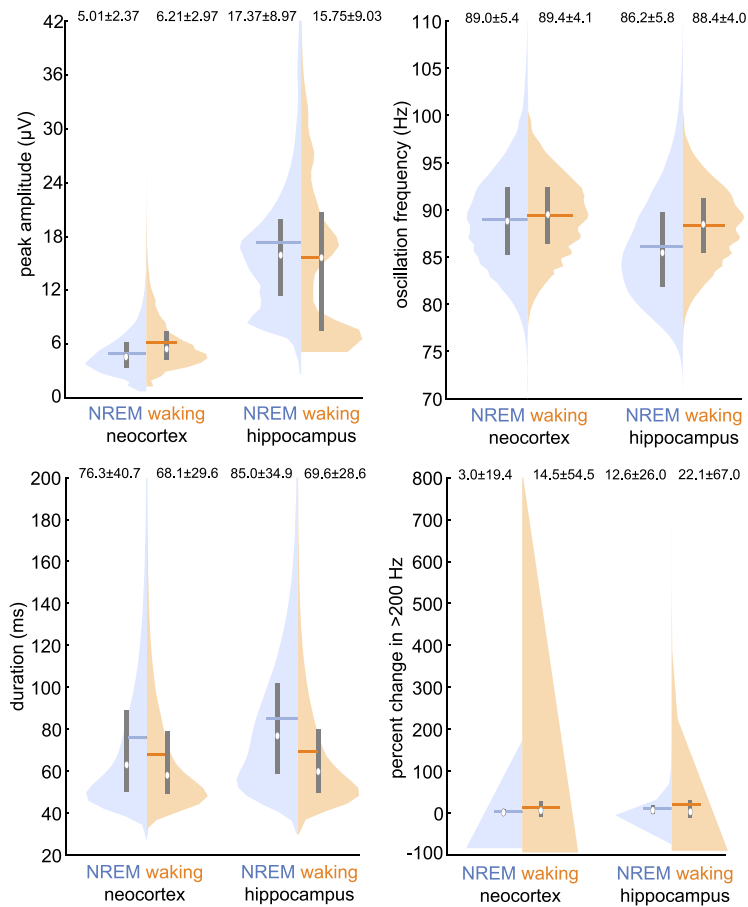 5.01±2.37 6.21±2.97 17.37±8.97 15.75±9.03
42
36
30
24
18
12
6
0
peak amplitude (µV)
NREM waking NREM waking
neocortex hippocampus
89.0±5.4 89.4±4.1 86.2±5.8 88.4±4.0
110
105
100
95
90
85
80
75
70
oscillation frequency (Hz)
NREM waking NREM waking
neocortex hippocampus
76.3±40.7 68.1±29.6 85.0±34.9 69.6±28.6
200
180
160
140
120
100
80
60
40
20
duration (ms)
NREM waking NREM waking
neocortex hippocampus
3.0±19.4 14.5±54.5 12.6±26.0 22.1±67.0
800
700
600
500
400
300
200
100
0
-100
percent change in >200 Hz
NREM waking NREM waking
neocortex hippocampus